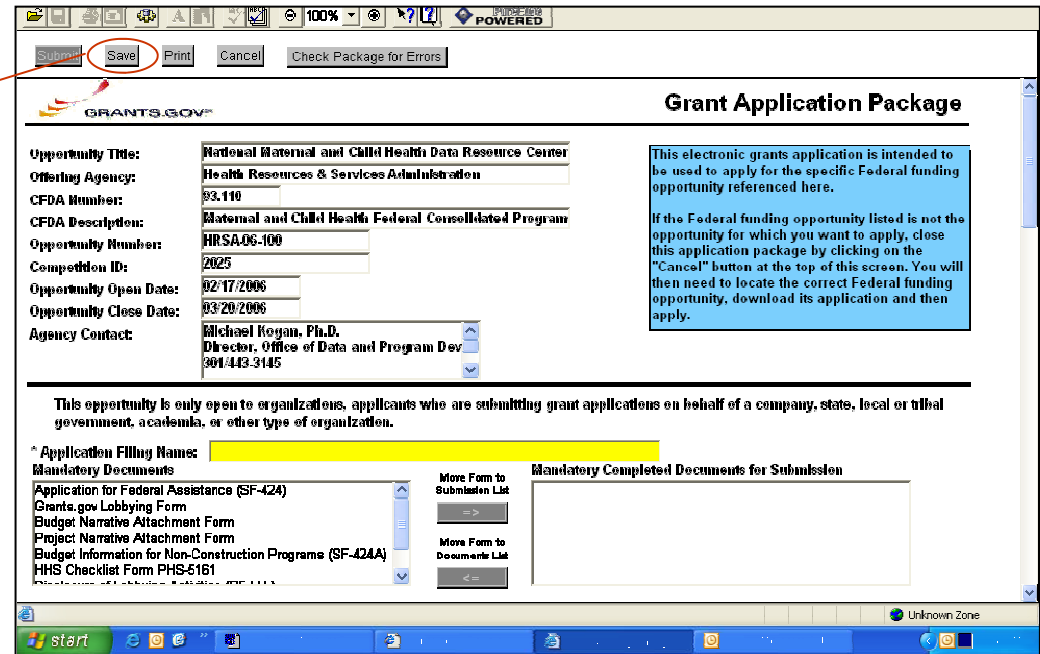 100%
POWERED
Submit Save Print Cancel Check Package for Errors
GRANTS.GOV
Grant Application Package
Opportunity Title: National Maternal and Child Health Data Resource Center
Offering Agency: Health Resources & Services Administration
CFDA Number: 93.110
CFDA Description: Maternal and Child Health Federal Consolidated Program
Opportunity Number: HRSA-06-100
Competition ID: 2025
Opportunity Open Date: 02/17/2006
Opportunity Close Date: 03/20/2006
Agency Contact: Michael Kogan, Ph.D.
Director, Office of Data and Program Dev
301/443-3145
This electronic grants application is intended to
be used to apply for the specific Federal funding
opportunity referenced here.
If the Federal funding opportunity listed is not the
opportunity for which you want to apply, close
this application package by clicking on the
"Cancel" button at the top of this screen. You will
then need to locate the correct Federal funding
opportunity, download its application and then
apply.
This opportunity is only open to organizations, applicants who are submitting grant applications on behalf of a company, state, local or tribal
government, academia, or other type of organization.
* Application Filing Name:
Mandatory Documents
Application for Federal Assistance (SF-424)
Grants.gov Lobbying Form
Budget Narrative Attachment Form
Project Narrative Attachment Form
Budget Information for Non-Construction Programs (SF-424A)
HHS Checklist Form PHS-5161
Move Form to
Submission List
=>
Move Form to
Documents List
<=
Mandatory Completed Documents for Submission
Unknown Zone
start